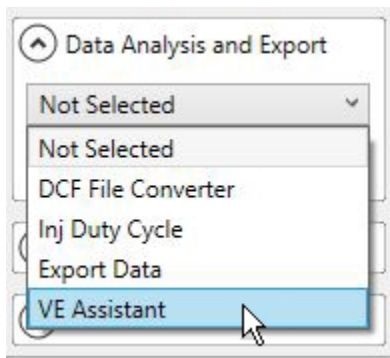 Data Analysis and Export
Not Selected
Not Selected
DCF File Converter
Inj Duty Cycle
Export Data
VE Assistant